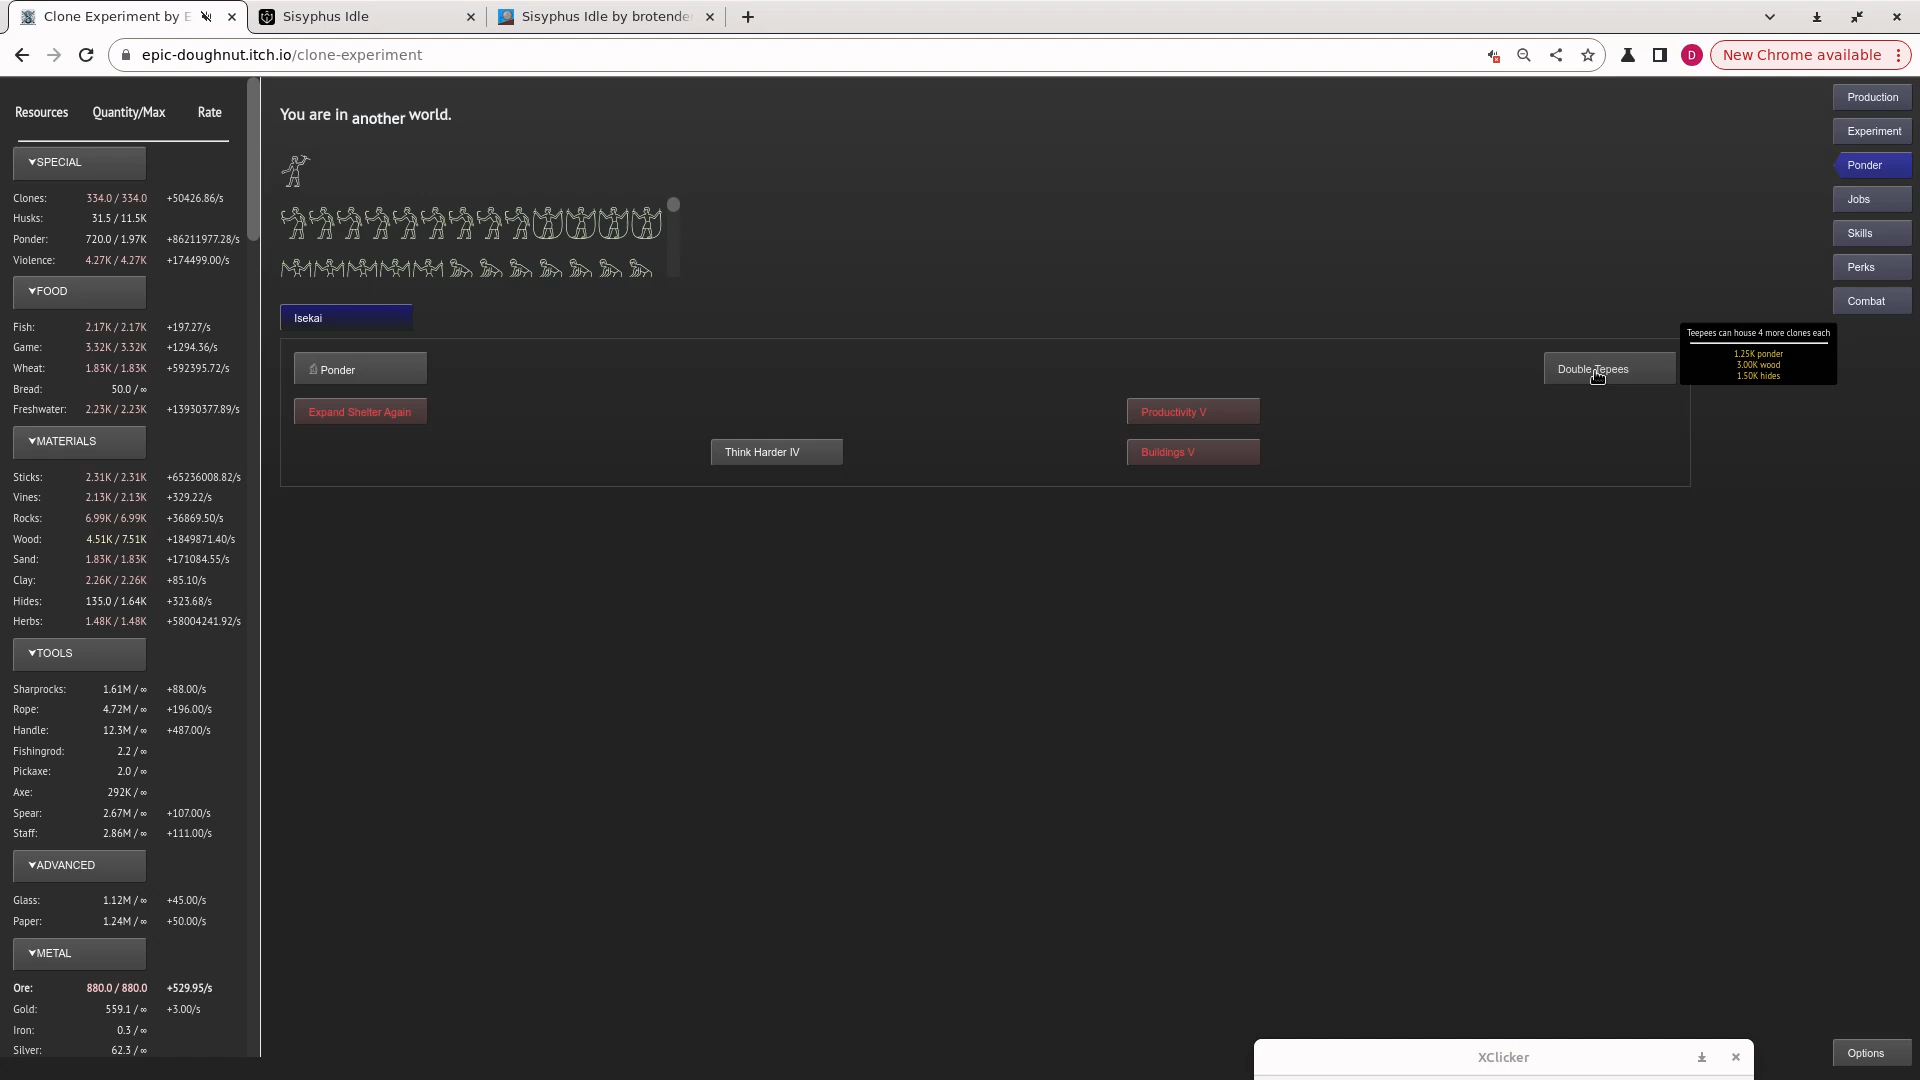 Clone Experiment by E
Sisyphus Idle
Sisyphus Idle by brotende
epic-doughnut.itch.io/clone-experiment
D
New Chrome available
Resources Quantity/Max Rate
▼SPECIAL
Clones: 334.0 / 334.0 +50426.86/s
Husks: 31.5 / 11.5K
Ponder: 720.0 / 1.97K +86211977.28/s
Violence: 4.27K / 4.27K +174499.00/s
▼FOOD
Fish: 2.17K / 2.17K +197.27/s
Game: 3.32K / 3.32K +1294.36/s
Wheat: 1.83K / 1.83K +592395.72/s
Bread: 50.0 / ∞
Freshwater: 2.23K / 2.23K +13930377.89/s
▼MATERIALS
Sticks: 2.31K / 2.31K +65236008.82/s
Vines: 2.13K / 2.13K +329.22/s
Rocks: 6.99K / 6.99K +36869.50/s
Wood: 4.51K / 7.51K +1849871.40/s
Sand: 1.83K / 1.83K +171084.55/s
Clay: 2.26K / 2.26K +85.10/s
Hides: 135.0 / 1.64K +323.68/s
Herbs: 1.48K / 1.48K +58004241.92/s
▼TOOLS
Sharprocks: 1.61M / ∞ +88.00/s
Rope: 4.72M / ∞ +196.00/s
Handle: 12.3M / ∞ +487.00/s
Fishingrod: 2.2 / ∞
Pickaxe: 2.0 / ∞
Axe: 292K / ∞
Spear: 2.67M / ∞ +107.00/s
Staff: 2.86M / ∞ +111.00/s
▼ADVANCED
Glass: 1.12M / ∞ +45.00/s
Paper: 1.24M / ∞ +50.00/s
▼METAL
Ore: 880.0 / 880.0 +529.95/s
Gold: 559.1 / ∞ +3.00/s
Iron: 0.3 / ∞
Silver: 62.3 / ∞
You are in another world.
Isekai
Ponder
Double Tepees
Expand Shelter Again
Productivity V
Think Harder IV
Buildings V
Teepees can house 4 more clones each
1.25K ponder
3.00K wood
1.50K hides
Production
Experiment
Ponder
Jobs
Skills
Perks
Combat
XClicker
Options